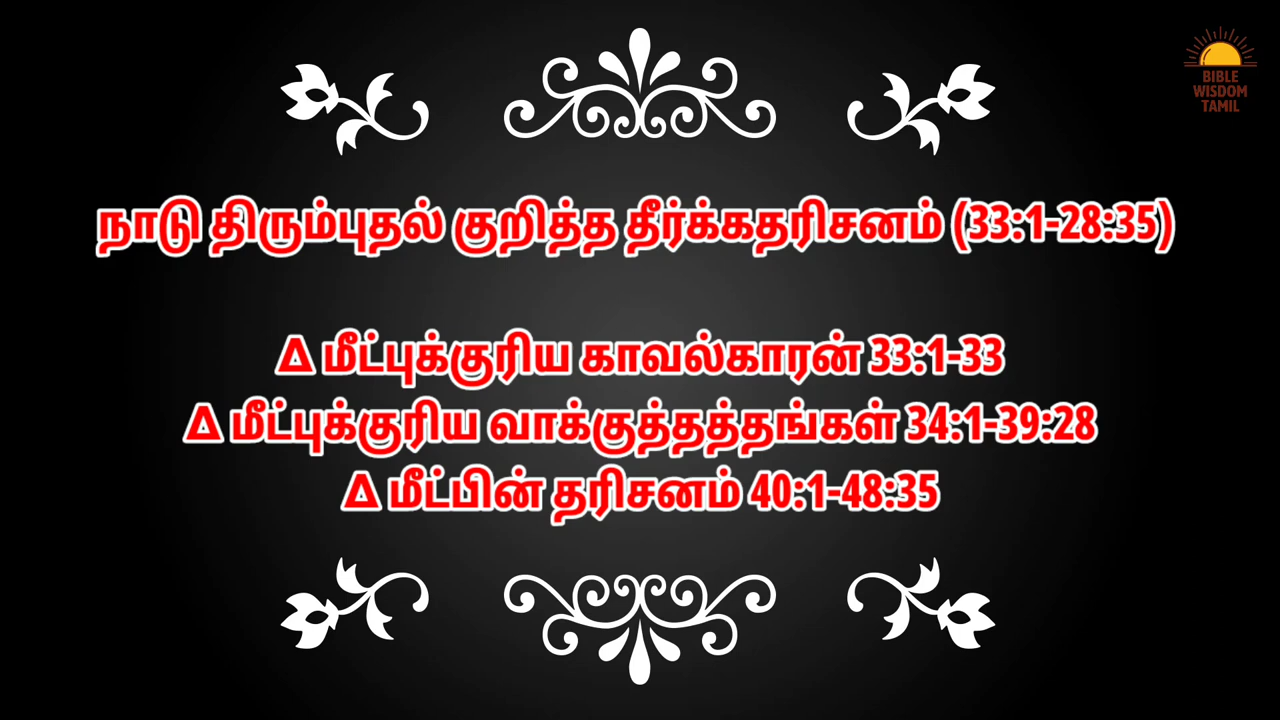 BIBLE
WISDOM
TAMIL
நாடு திரும்புதல் குறித்த தீர்க்கதரிசனம் (33:1-28:35)
Δ மீட்புக்குரிய காவல்காரன் 33:1-33
Δ மீட்புக்குரிய வாக்குத்தத்தங்கள் 34:1-39:28
Δ மீட்பின் தரிசனம் 40:1-48:35